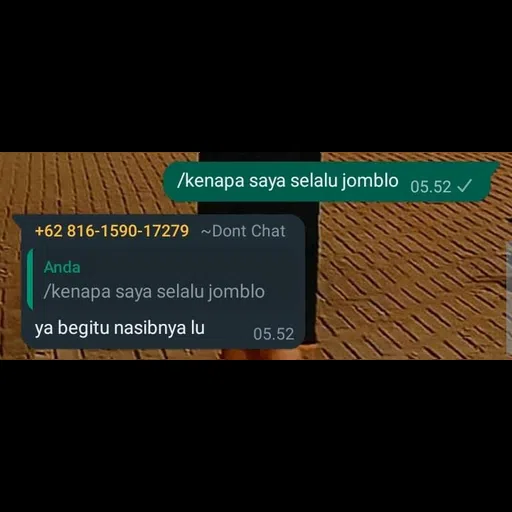 /kenapa saya selalu jomblo 05.52
+62 816-1590-17279 ~Dont Chat
Anda
/kenapa saya selalu jomblo
ya begitu nasibnya lu 05.52